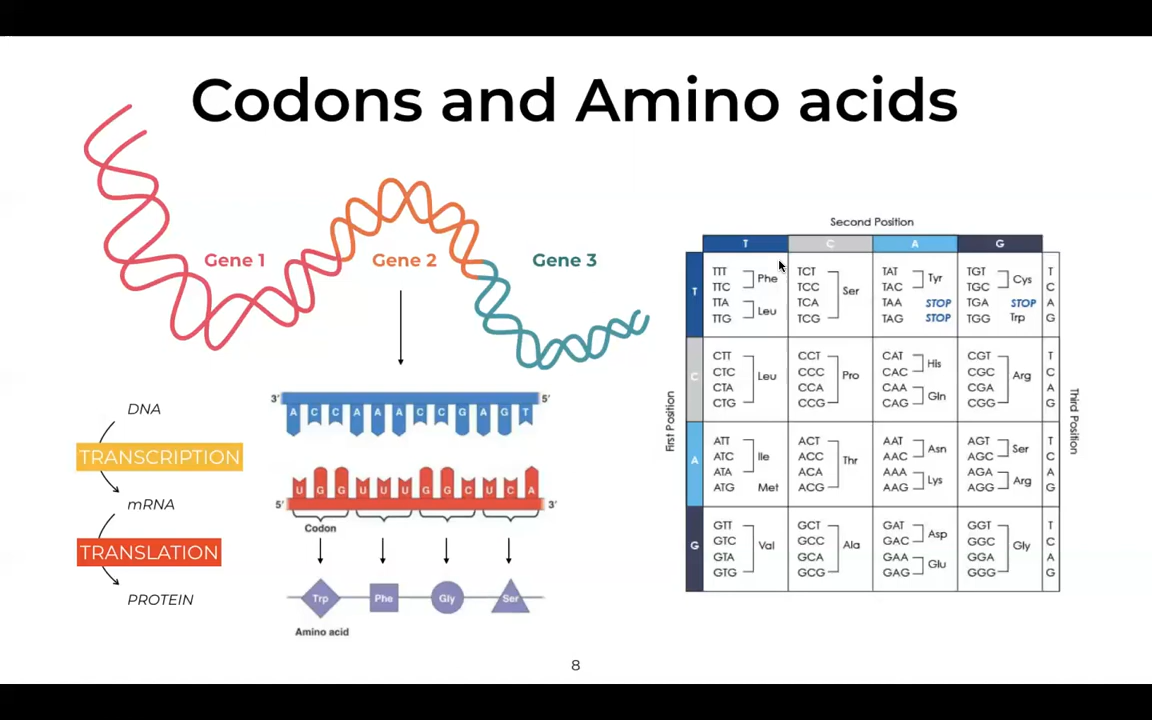 Codons and Amino acids
Gene 1
Gene 2
Gene 3
DNA
TRANSCRIPTION
mRNA
TRANSLATION
PROTEIN
3' 5'
A C C A A A C C G A G T
U G G U U U G G C U C A
5' 3'
Codon
Trp Phe Gly Ser
Amino acid
Second Position
T C A G
First Position
Third Position
T
TTT TTC Phe
TTA TTG Leu
TCT TCC TCA TCG Ser
TAT TAC Tyr
TAA STOP
TAG STOP
TGT TGC Cys
TGA STOP
TGG Trp
T C A G
C
CTT CTC CTA CTG Leu
CCT CCC CCA CCG Pro
CAT CAC His
CAA CAG Gln
CGT CGC CGA CGG Arg
T C A G
A
ATT ATC ATA Ile
ATG Met
ACT ACC ACA ACG Thr
AAT AAC Asn
AAA AAG Lys
AGT AGC Ser
AGA AGG Arg
T C A G
G
GTT GTC GTA GTG Val
GCT GCC GCA GCG Ala
GAT GAC Asp
GAA GAG Glu
GGT GGC GGA GGG Gly
T C A G
8